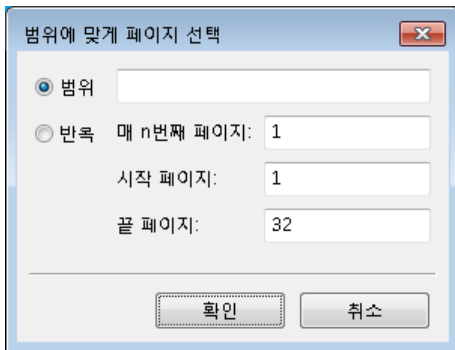 범위에 맞게 페이지 선택
범위
반옥 매 n번째 페이지: 1
시작 페이지: 1
끝 페이지: 32
확인 취소